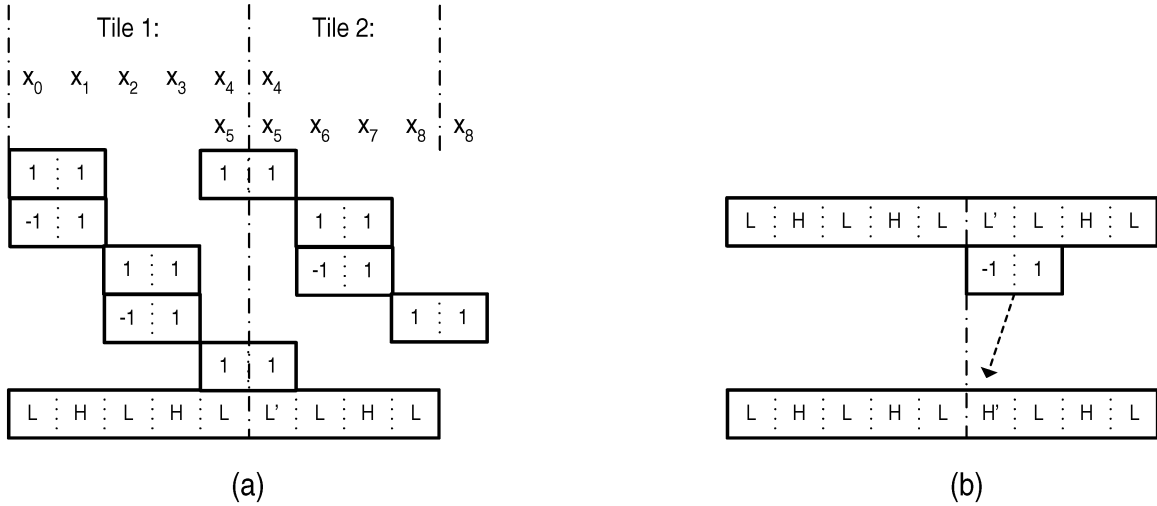 Tile 1: Tile 2:
x0 x1 x2 x3 x4 x4
x5 x5 x6 x7 x8 x8
1 1 1 1
-1 1 1 1 L H L H L L' L H L
1 1 -1 1 -1 1
-1 1 1 1
1 1
L H L H L L' L H L L H L H L H' L H L
(a) (b)